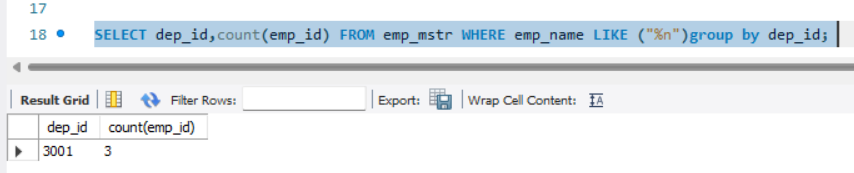 17
18 SELECT dep_id,count(emp_id) FROM emp_mstr WHERE emp_name LIKE ("%n")group by dep_id;
Result Grid Filter Rows: Export: Wrap Cell Content: IA
dep_id count(emp_id)
3001 3